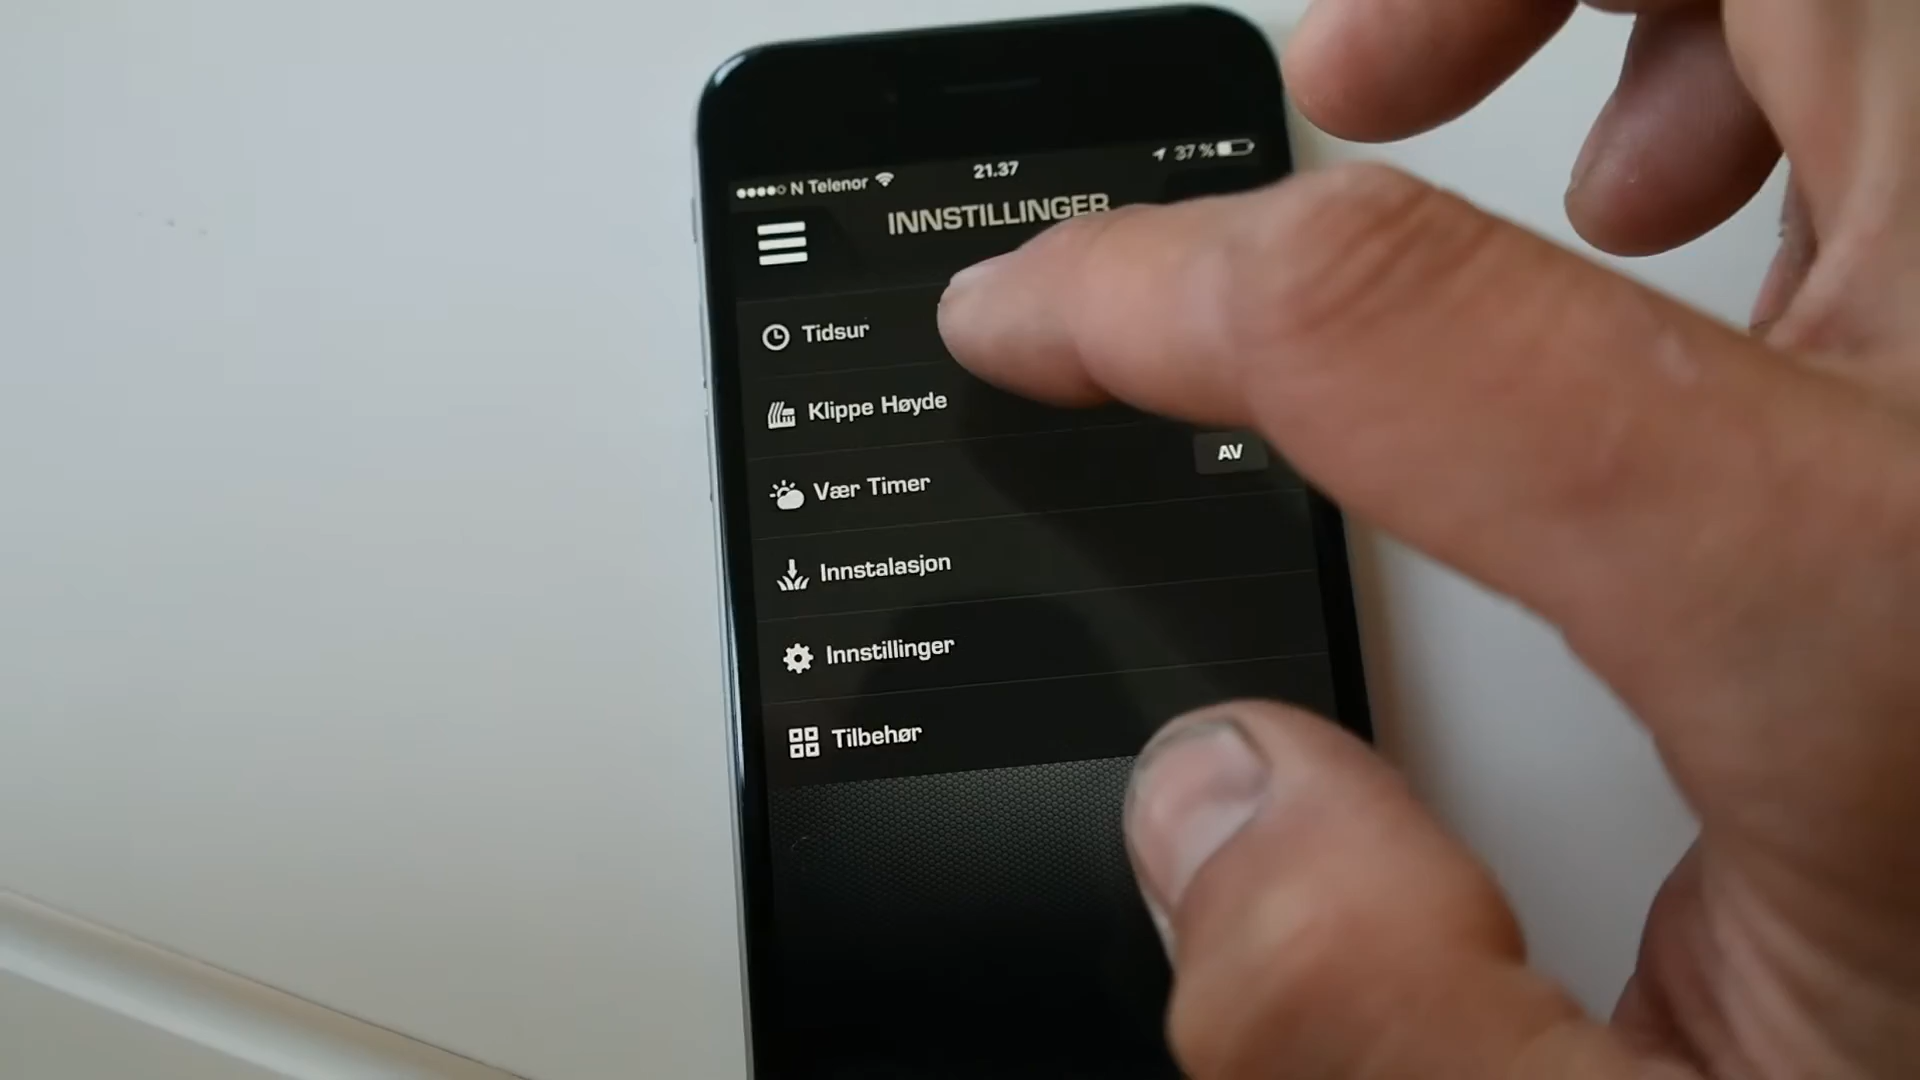 N Telenor 21.37 37 %
INNSTILLINGER
Tidsur
Klippe Høyde
Vær Timer AV
Innstalasjon
Innstillinger
Tilbehør